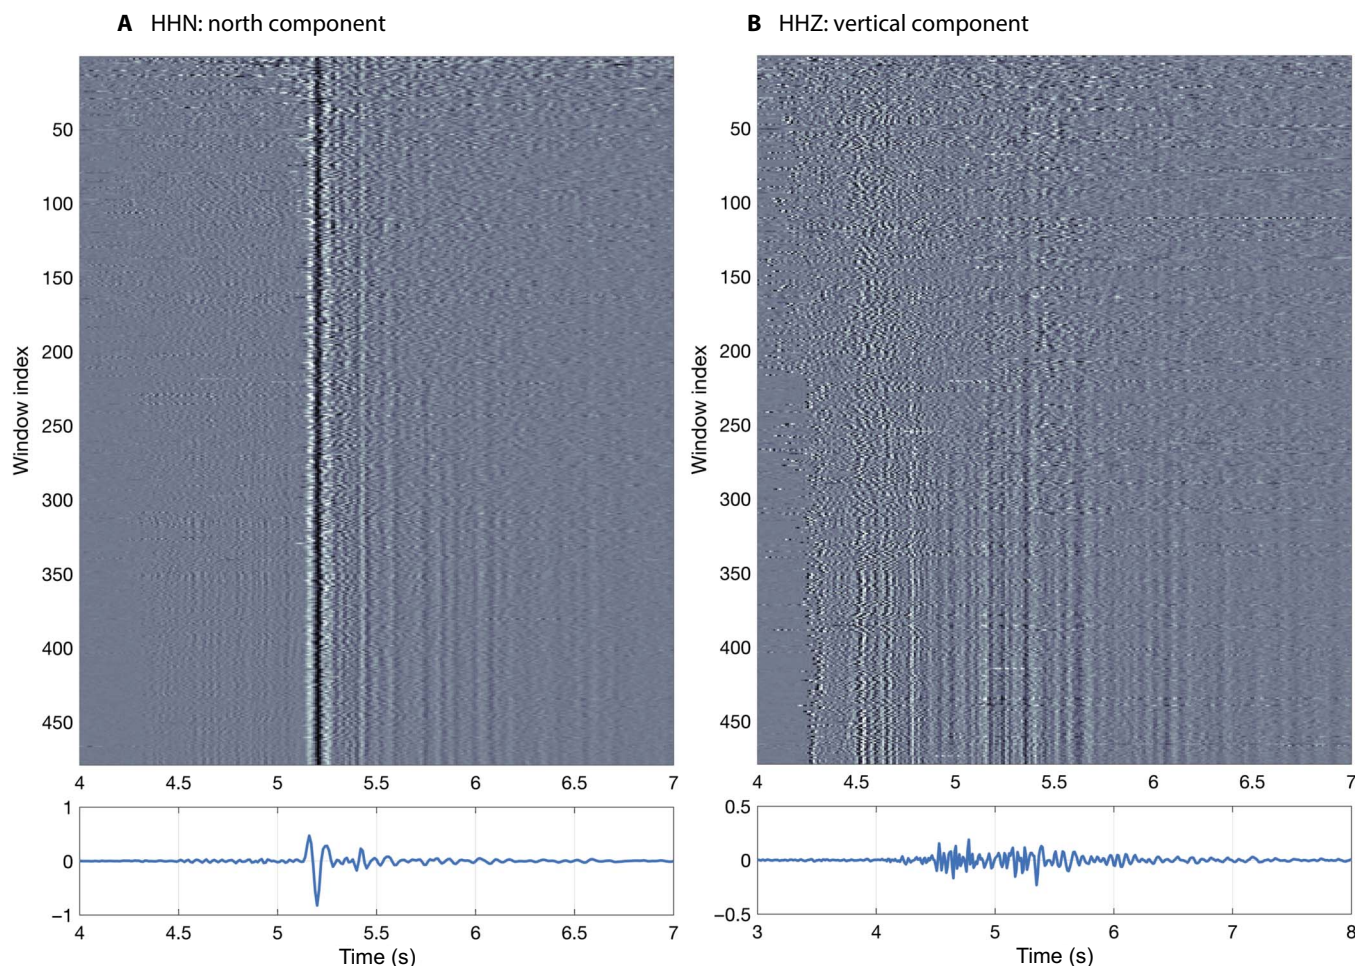 A HHN: north component
B HHZ: vertical component
Window index
50
100
150
200
250
300
350
400
450
4 4.5 5 5.5 6 6.5 7
Window index
50
100
150
200
250
300
350
400
450
4 4.5 5 5.5 6 6.5 7
1
0
−1
4 4.5 5 5.5 6 6.5 7
Time (s)
0.5
0
−0.5
3 4 5 6 7 8
Time (s)